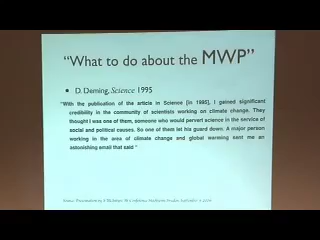 “What to do about the MWP”
• D. Deming, Science 1995
“With the publication of the article in Science [in 1995], I gained significant
credibility in the community of scientists working on climate change. They
thought I was one of them, someone who would pervert science in the service of
social and political causes. So one of them let his guard down. A major person
working in the area of climate change and global warming sent me an
astonishing email that said “